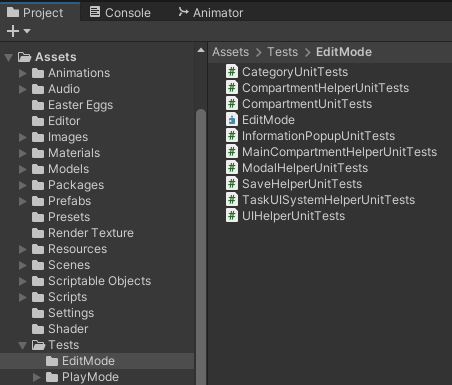 Project Console Animator
Assets > Tests > EditMode
Assets
Animations
Audio
Easter Eggs
Editor
Images
Materials
Models
Packages
Prefabs
Presets
Render Texture
Resources
Scenes
Scriptable Objects
Scripts
Settings
Shader
Tests
EditMode
PlayMode
CategoryUnitTests
CompartmentHelperUnitTests
CompartmentUnitTests
EditMode
InformationPopupUnitTests
MainCompartmentHelperUnitTests
ModalHelperUnitTests
SaveHelperUnitTests
TaskUISystemHelperUnitTests
UIHelperUnitTests